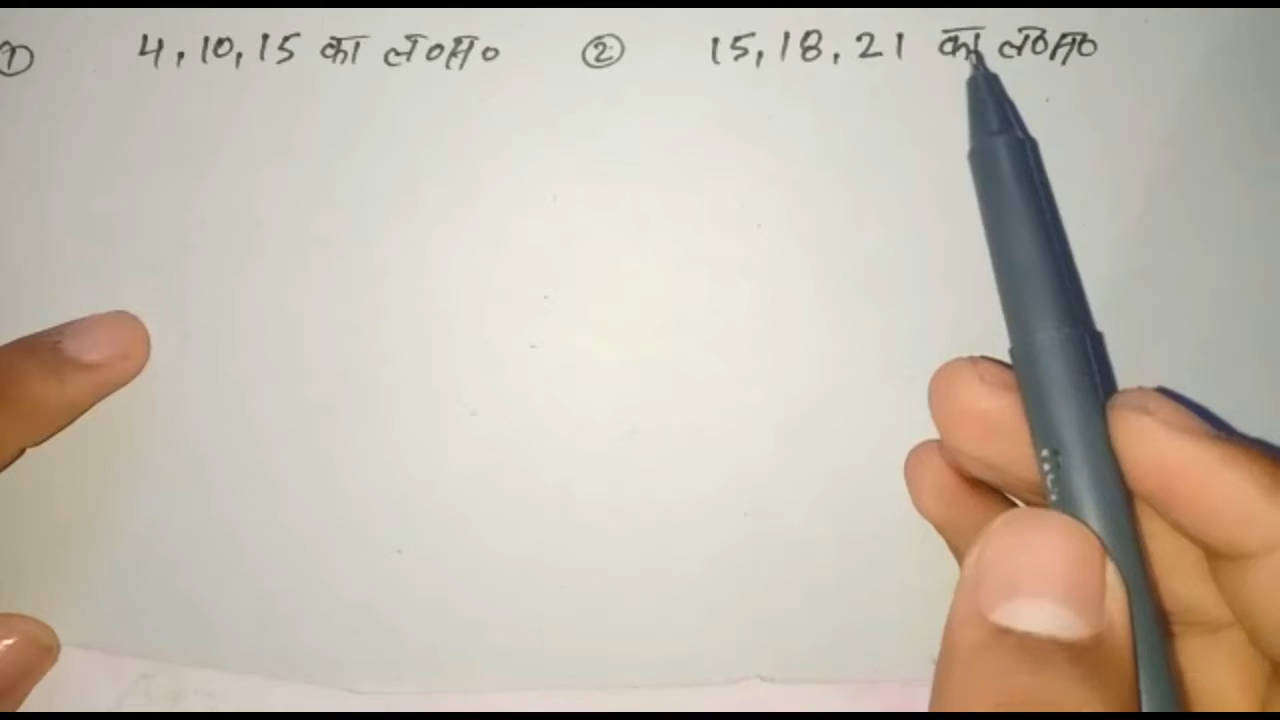 ① 4, 10, 15 का ल०स० ② 15, 18, 21 का ल०स०